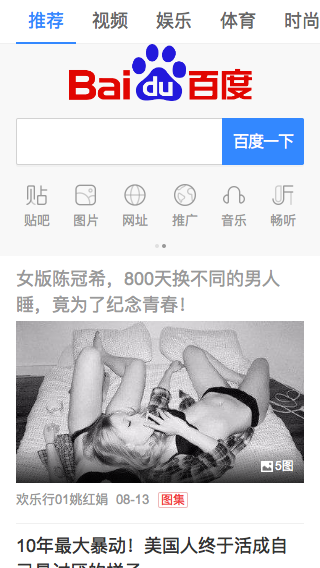 推荐 视频 娱乐 体育 时尚
Bai du 百度
百度一下
贴吧 图片 网址 推广 音乐 畅听
女版陈冠希，800天换不同的男人
睡，竟为了纪念青春！
5图
欢乐行01姚红娟 08-13 图集
10年最大暴动！美国人终于活成自